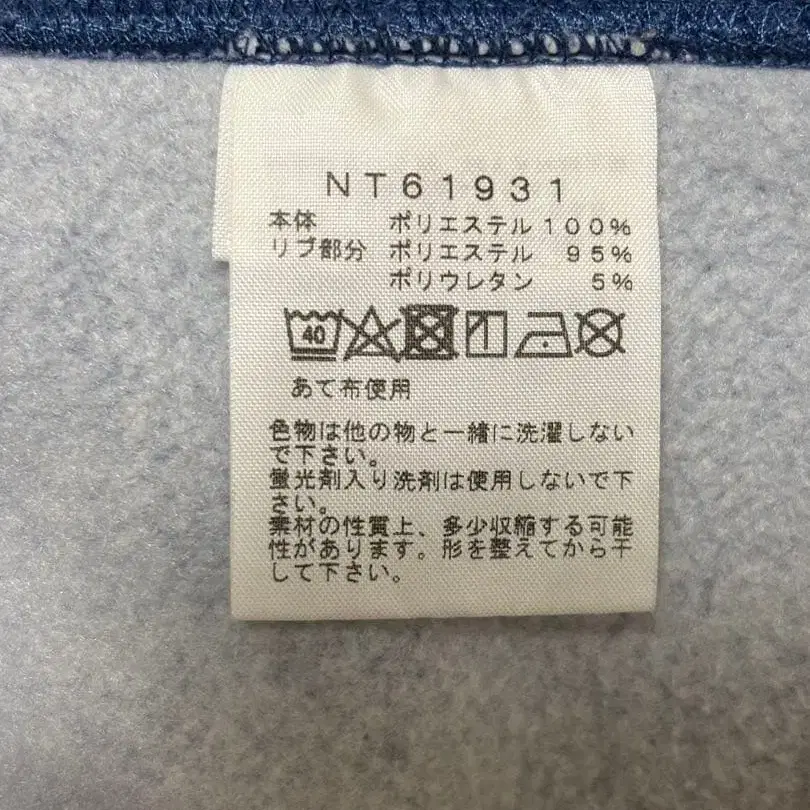 NT61931
本体 ポリエステル 100%
リブ部分 ポリエステル 95%
ポリウレタン 5%
40
あて布使用
色物は他の物と一緒に洗濯しない
で下さい。
蛍光剤入り洗剤は使用しないで下
さい。
素材の性質上、多少収縮する可能
性があります。形を整えてから干
して下さい。